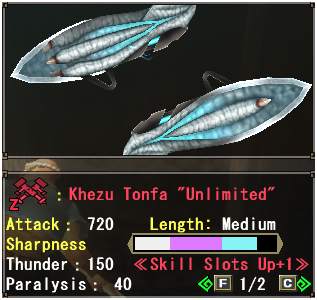 Z : Khezu Tonfa "Unlimited"
Attack: 720 Length: Medium
Sharpness
Thunder: 150 ≪Skill Slots Up+1≫
Paralysis: 40 F 1/2 C